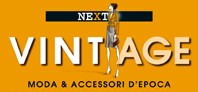 NEXT
VINTAGE
MODA & ACCESSORI D'EPOCA